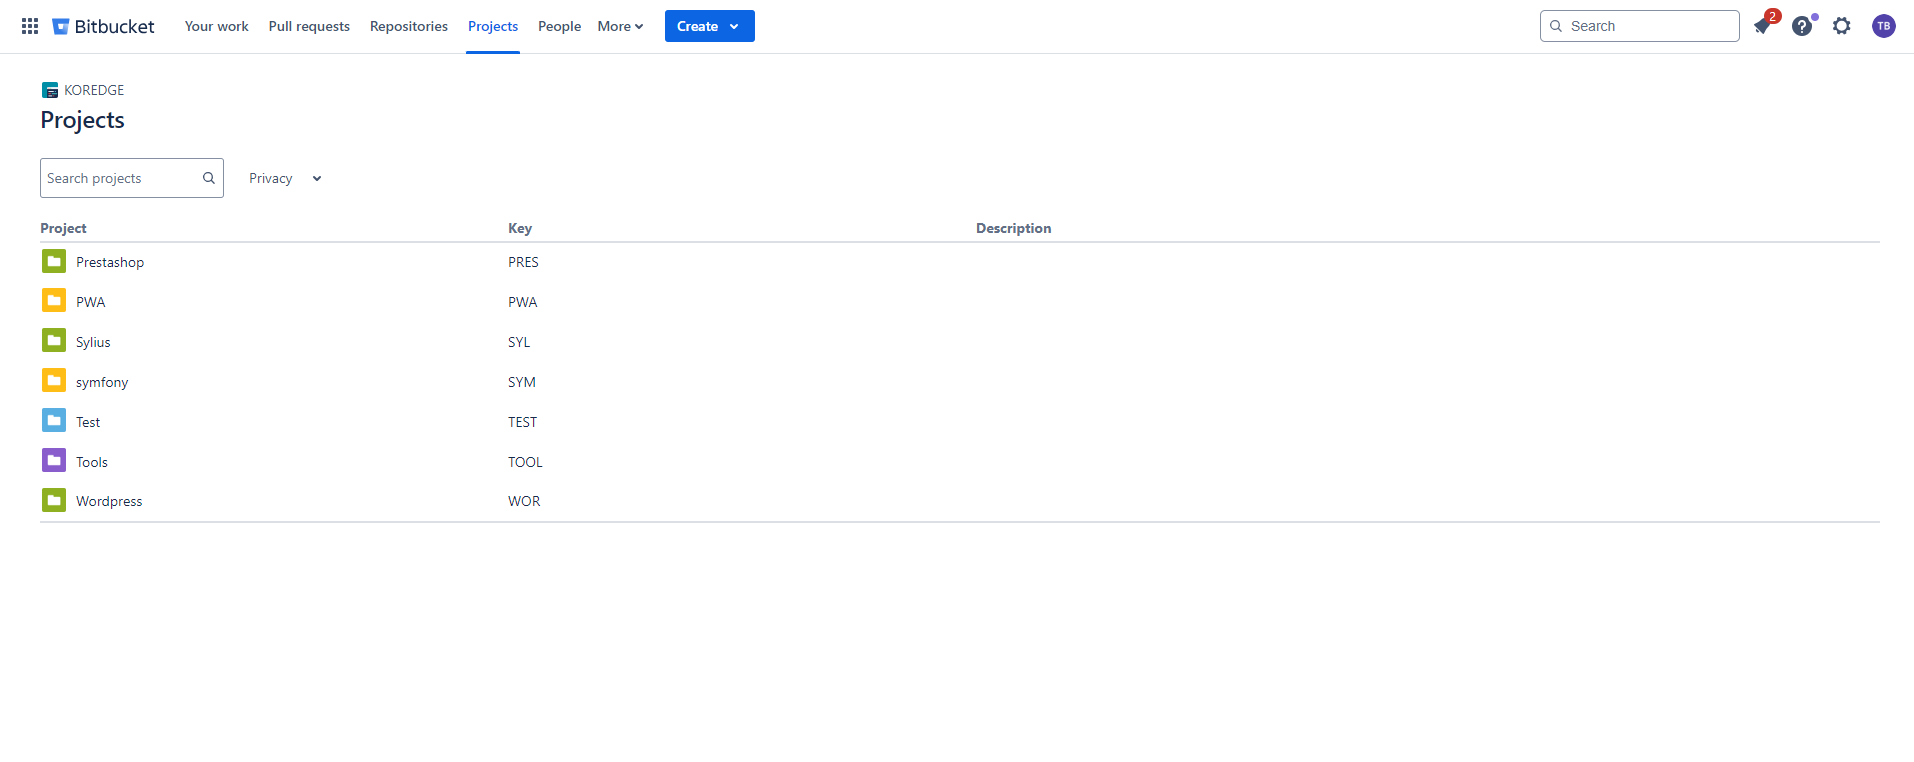 Bitbucket Your work Pull requests Repositories Projects People More Create Search 2 ? TB
KOREDGE
Projects
Search projects Privacy
Project Key Description
Prestashop PRES
PWA PWA
Sylius SYL
symfony SYM
Test TEST
Tools TOOL
Wordpress WOR